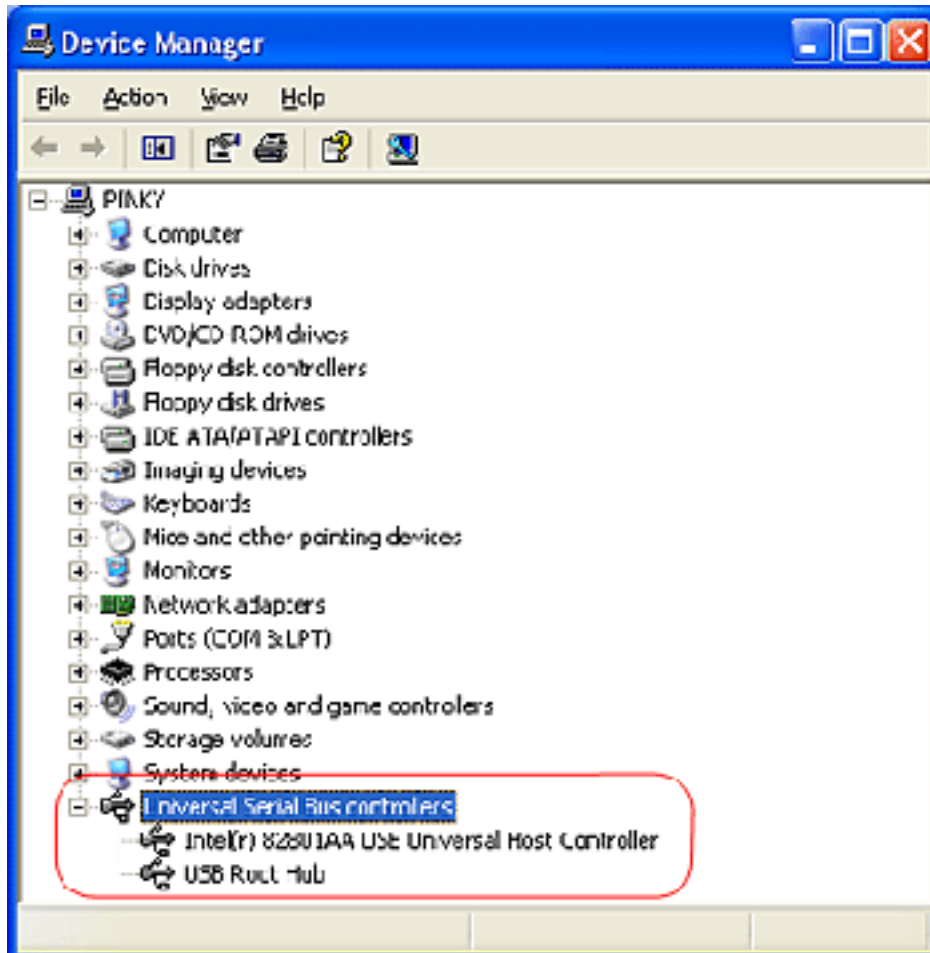 Device Manager
File Action View Help
PINKY
Computer
Disk drives
Display adapters
DVD/CD-ROM drives
Floppy disk controllers
Floppy disk drives
IDE ATA/ATAPI controllers
Imaging devices
Keyboards
Mice and other pointing devices
Monitors
Network adapters
Ports (COM & LPT)
Processors
Sound, video and game controllers
Storage volumes
System devices
Universal Serial Bus controllers
Intel(r) 82801AA USB Universal Host Controller
USB Root Hub